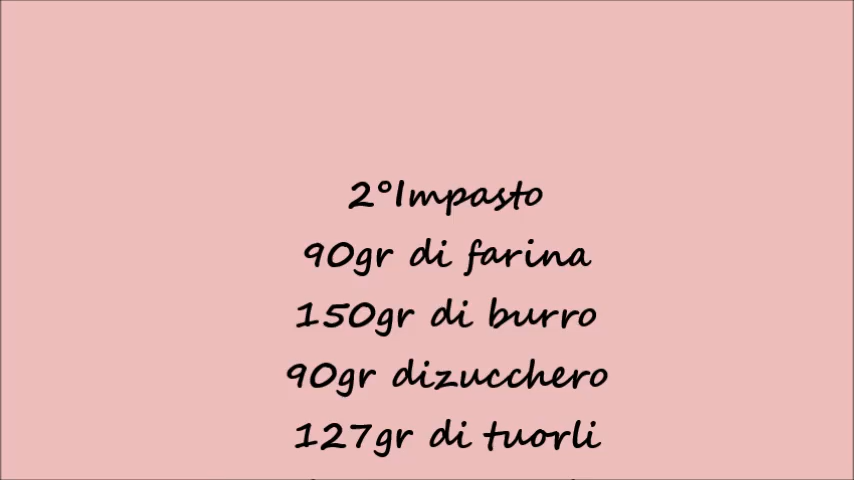 2°Impasto
90gr di farina
150gr di burro
90gr dizucchero
127gr di tuorli